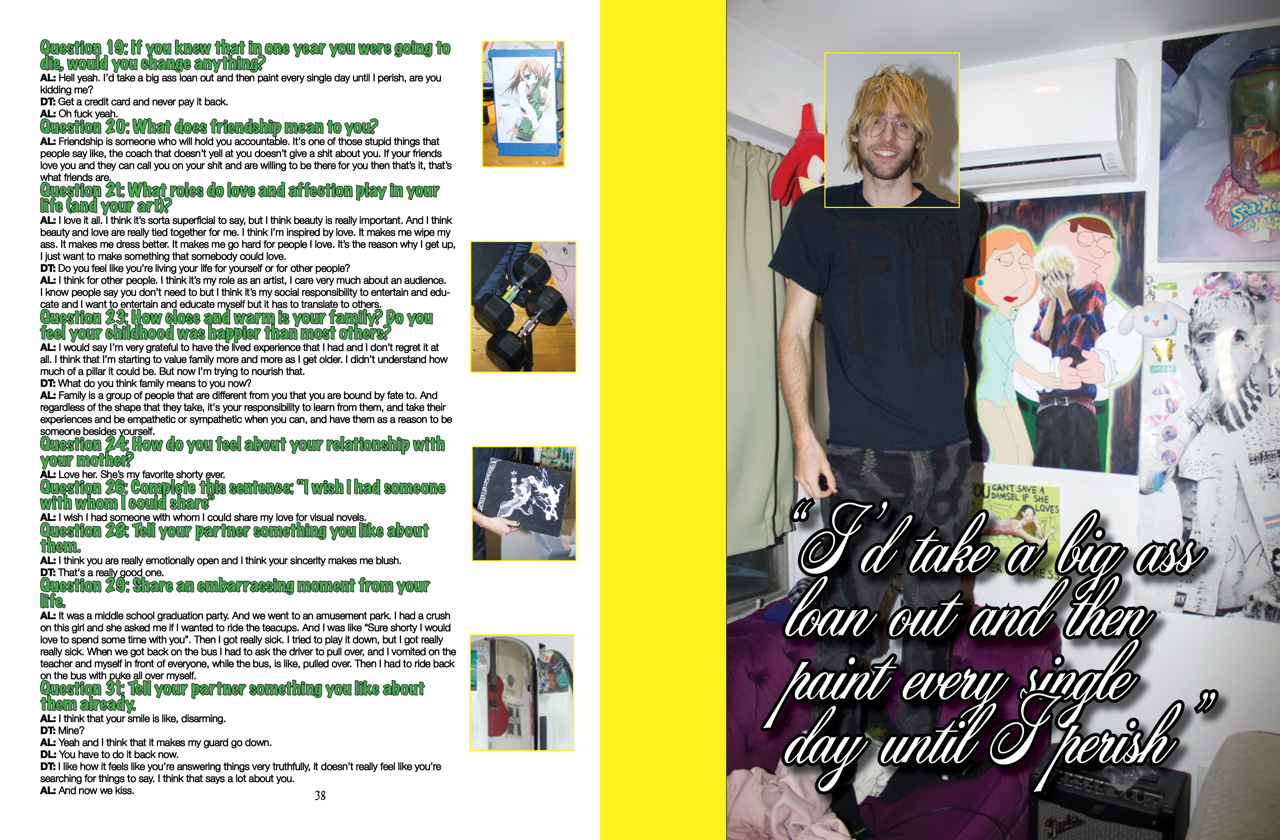 Question 19: If you knew that in one year you were going to
die, would you change anything?
AL: Hell yeah. I'd take a big ass loan out and then paint every single day until I perish, are you
kidding me?
DT: Get a credit card and never pay it back.
AL: Oh fuck yeah.
Question 20: What does friendship mean to you?
AL: Friendship is someone who will hold you accountable. It's one of those stupid things that
people say like, the coach that doesn't yell at you doesn't give a shit about you. If your friends
love you and they can call you on your shit and are willing to be there for you then that's it, that's
what friends are.
Question 21: What roles do love and affection play in your
life (and your art)?
AL: I love it all. I think it's sorta superficial to say, but I think beauty is really important. And I think
beauty and love are really tied together for me. I think I'm inspired by love. It makes me wipe my
ass. It makes me dress better. It makes me go hard for people I love. It's the reason why I get up,
I just want to make something that somebody could love.
DT: Do you feel like you're living your life for yourself or for other people?
AL: I think for other people. I think it's my role as an artist, I care very much about an audience.
I know people say you don't need to but I think it's my social responsibility to entertain and edu-
cate and I want to entertain and educate myself but it has to translate to others.
Question 23: How close and warm is your family? Do you
feel your childhood was happier than most others?
AL: I would say I'm very grateful to have the lived experience that I had and I don't regret it at
all. I think that I'm starting to value family more and more as I get older. I didn't understand how
much of a pillar it could be. But now I'm trying to nourish that.
DT: What do you think family means to you now?
AL: Family is a group of people that are different from you that you are bound by fate to. And
regardless of the shape that they take, it's your responsibility to learn from them, and take their
experiences and be empathetic or sympathetic when you can, and have them as a reason to be
someone besides yourself.
Question 24: How do you feel about your relationship with
your mother?
AL: Love her. She's my favorite shorty ever.
Question 26: Complete this sentence: "I wish I had someone
with whom I could share"
AL: I wish I had someone with whom I could share my love for visual novels.
Question 28: Tell your partner something you like about
them.
AL: I think you are really emotionally open and I think your sincerity makes me blush.
DT: That's a really good one.
Question 29: Share an embarrassing moment from your
life.
AL: It was a middle school graduation party. And we went to an amusement park. I had a crush
on this girl and she asked me if I wanted to ride the teacups. And I was like "Sure shorty I would
love to spend some time with you". Then I got really sick. I tried to play it down, but I got really
really sick. When we got back on the bus I had to ask the driver to pull over, and I vomited on the
teacher and myself in front of everyone, while the bus, is like, pulled over. Then I had to ride back
on the bus with puke all over myself.
Question 31: Tell your partner something you like about
them already.
AL: I think that your smile is like, disarming.
DT: Mine?
AL: Yeah and I think that it makes my guard go down.
DL: You have to do it back now.
DT: I like how it feels like you're answering things very truthfully, it doesn't really feel like you're
searching for things to say. I think that says a lot about you.
AL: And now we kiss.
38
YOU CANT SAVE A
DAMSEL IF SHE
LOVES
"I'd take a big ass
loan out and then
paint every single
day until I perish"